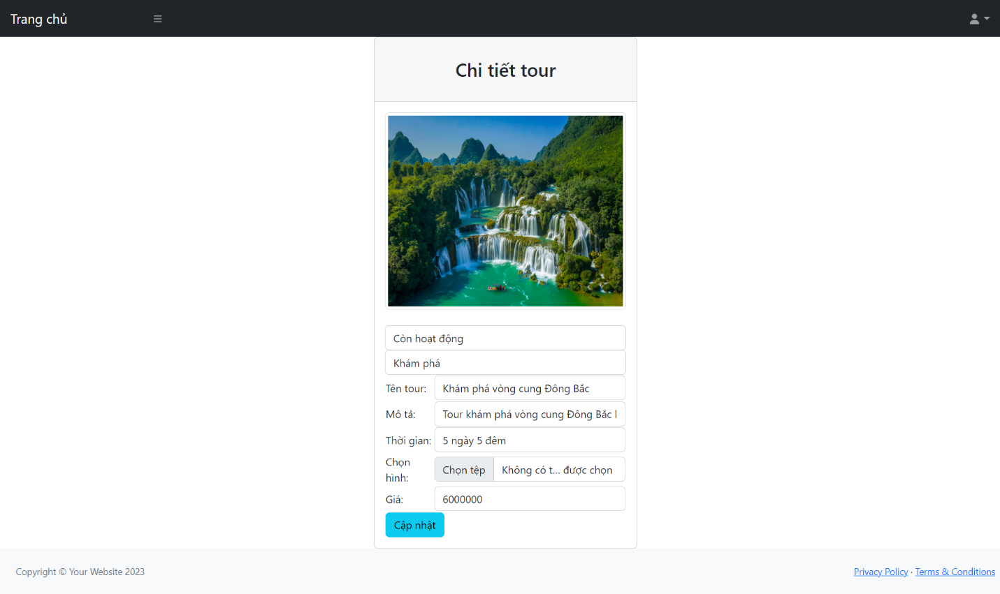 Trang chủ
Chi tiết tour
Còn hoạt động
Khám phá
Tên tour: Khám phá vòng cung Đông Bắc
Mô tả: Tour khám phá vòng cung Đông Bắc l
Thời gian: 5 ngày 5 đêm
Chọn hình: Chọn tệp Không có t... được chọn
Giá: 6000000
Cập nhật
Copyright © Your Website 2023
Privacy Policy · Terms & Conditions